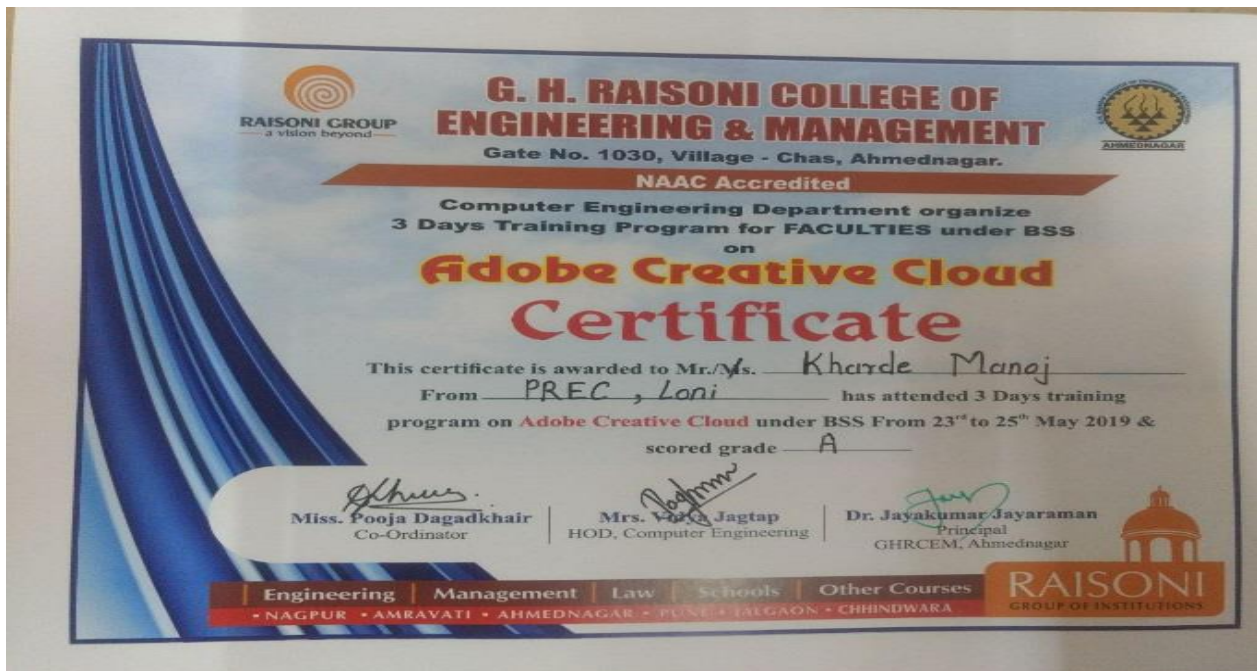 RAISONI GROUP
a vision beyond
G. H. RAISONI COLLEGE OF
ENGINEERING & MANAGEMENT
AHMEDNAGAR
Gate No. 1030, Village - Chas, Ahmednagar.
NAAC Accredited
Computer Engineering Department organize
3 Days Training Program for FACULTIES under BSS
on
Adobe Creative Cloud
Certificate
This certificate is awarded to Mr./Ms. Kharde Manoj
From PREC, Loni has attended 3 Days training
program on Adobe Creative Cloud under BSS From 23rd to 25th May 2019 &
scored grade A
Miss. Pooja Dagadkhair
Co-Ordinator
Mrs. Jagtap
HOD, Computer Engineering
Dr. Jayakumar Jayaraman
Principal
GHRCEM, Ahmednagar
Engineering | Management | Law | Schools | Other Courses
• NAGPUR • AMRAVATI • AHMEDNAGAR • PUNE • JALGAON • CHHINDWARA
RAISONI
GROUP OF INSTITUTIONS